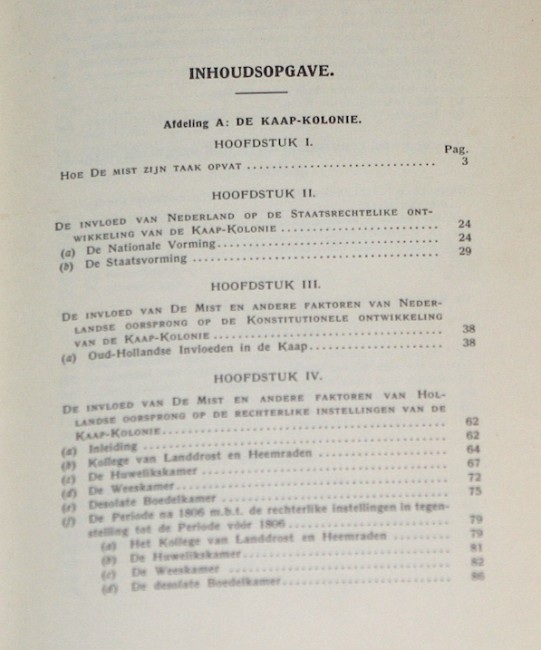 INHOUDSOPGAVE.
Afdeling A: DE KAAP-KOLONIE.
HOOFDSTUK I.
Pag.
HOE DE MIST ZIJN TAAK OPVAT .............................. 3
HOOFDSTUK II.
DE INVLOED VAN NEDERLAND OP DE STAATSRECHTELIKE ONT-
WIKKELING VAN DE KAAP-KOLONIE ......................... 24
(a) De Nationale Vorming................................... 24
(b) De Staatsvorming ...................................... 29
HOOFDSTUK III.
DE INVLOED VAN DE MIST EN ANDERE FAKTOREN VAN NEDER-
LANDSE OORSPRONG OP DE KONSTITUTIONELE ONTWIKKELING
VAN DE KAAP-KOLONIE ................................... 38
(a) Oud-Hollandse Invloeden in de Kaap..................... 38
HOOFDSTUK IV.
DE INVLOED VAN DE MIST EN ANDERE FAKTOREN VAN HOL-
LANDSE OORSPRONG OP DE RECHTERLIKE INSTELLINGEN VAN DE
KAAP-KOLONIE........................................... 62
(a) Inleiding ............................................. 62
(b) Kollege van Landdrost en Heemraden .................... 64
(c) De Huwelikskamer ...................................... 67
(d) De Weeskamer .......................................... 72
(e) Desolate Boedelkamer .................................. 75
(f) De Periode na 1806 m.b.t. de rechterlike instellingen in tegen-
stelling tot de Periode vóór 1806 ..................... 79
(a) Het Kollege van Landdrost en Heemraden ............ 79
(b) De Huwelikskamer................................... 81
(c) De Weeskamer ...................................... 82
(d) De desolate Boedelkamer............................ 86